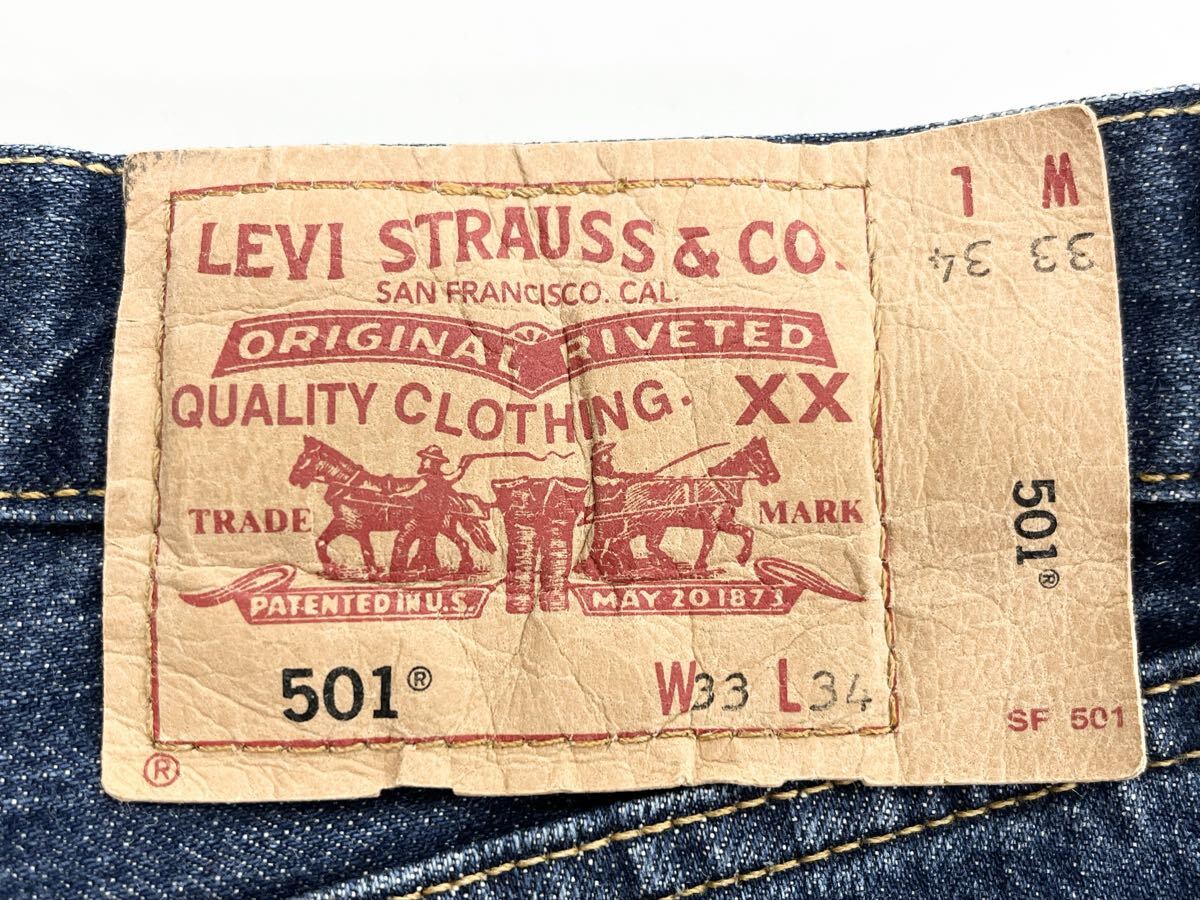 LEVI STRAUSS & CO.
SAN FRANCISCO. CAL.
ORIGINAL RIVETED
QUALITY CLOTHING. XX
TRADE MARK
PATENTED IN U.S. MAY 20 1873
501® W33 L34
®
W L
33 34
501®
SF 501